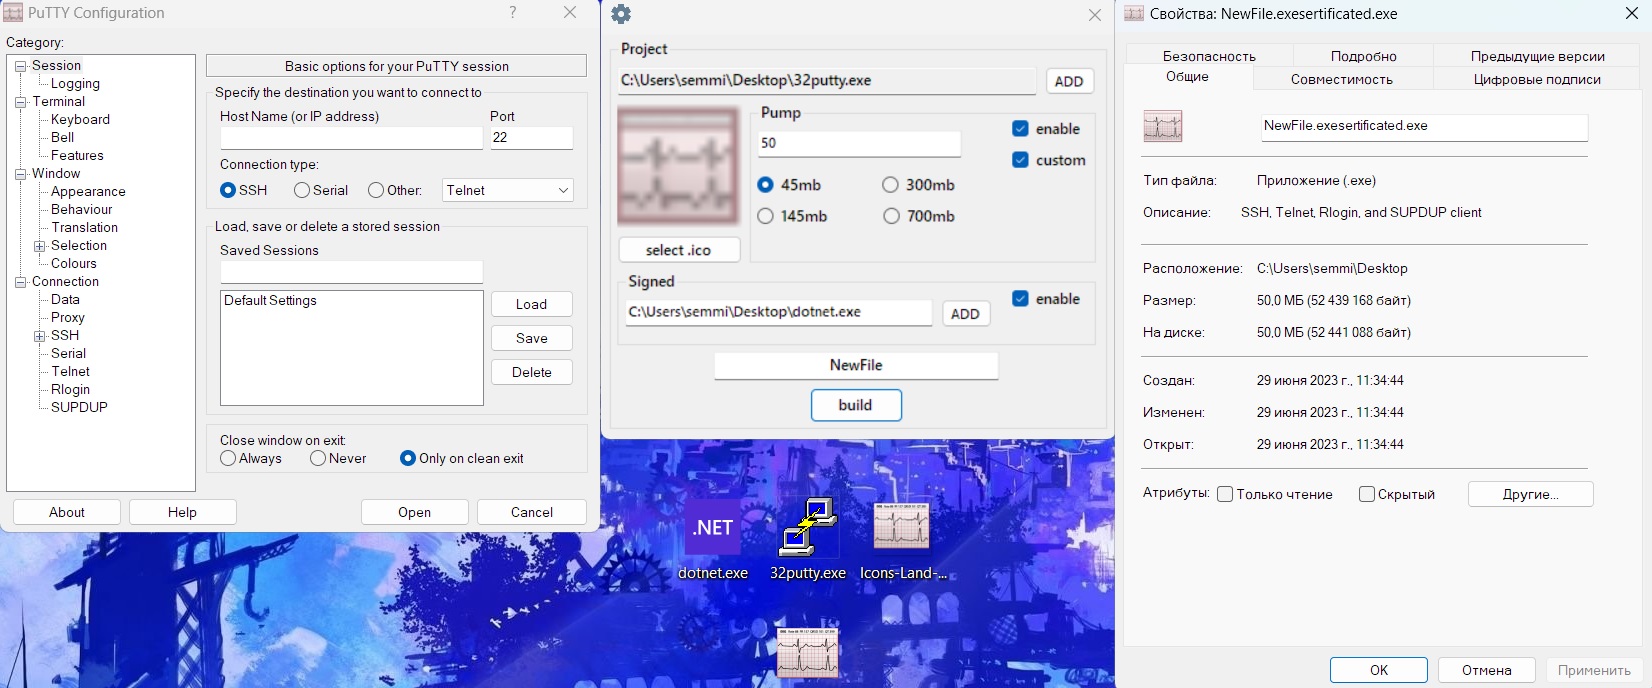 PuTTY Configuration
?
Category:
Session
Logging
Terminal
Keyboard
Bell
Features
Window
Appearance
Behaviour
Translation
Selection
Colours
Connection
Data
Proxy
SSH
Serial
Telnet
Rlogin
SUPDUP
Basic options for your PuTTY session
Specify the destination you want to connect to
Host Name (or IP address) Port
22
Connection type:
SSH Serial Other: Telnet
Load, save or delete a stored session
Saved Sessions
Default Settings
Load
Save
Delete
Close window on exit:
Always Never Only on clean exit
About Help Open Cancel
Project
C:\Users\semmi\Desktop\32putty.exe ADD
Pump
50
enable
custom
45mb 300mb
145mb 700mb
select .ico
Signed
C:\Users\semmi\Desktop\dotnet.exe ADD
enable
NewFile
build
.NET
dotnet.exe 32putty.exe Icons-Land-...
Свойства: NewFile.exesertificated.exe
Безопасность Подробно Предыдущие версии
Общие Совместимость Цифровые подписи
NewFile.exesertificated.exe
Тип файла: Приложение (.exe)
Описание: SSH, Telnet, Rlogin, and SUPDUP client
Расположение: C:\Users\semmi\Desktop
Размер: 50,0 МБ (52 439 168 байт)
На диске: 50,0 МБ (52 441 088 байт)
Создан: 29 июня 2023 г., 11:34:44
Изменен: 29 июня 2023 г., 11:34:44
Открыт: 29 июня 2023 г., 11:34:44
Атрибуты: Только чтение Скрытый Другие...
OK Отмена Применить